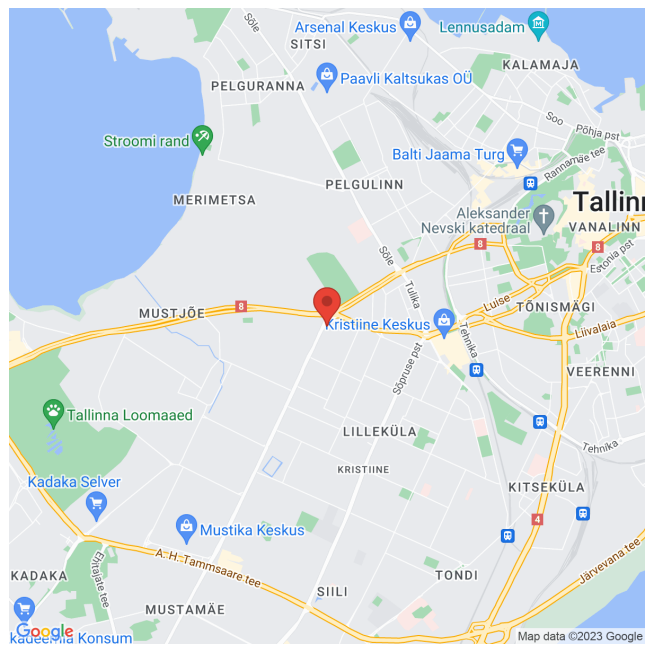 Söle
Arsenal Keskus
Lennusadam
SITSI
KALAMAJA
PELGURANNA
Paavli Kaltsukas OÜ
Soo
Põhja pst
Stroomi rand
Balti Jaama Turg
Rannamäe tee
PELGULINN
MERIMETSA
Tallinn
Aleksander
Nevski katedraal
VANALINN
8
8
Sõle
Estonia pst
Tulika
8
Luise
TÕNISMÄGI
MUSTJÕE
Kristiine Keskus
Liivalaia
Tehnika
Sõpruse pst
VEERENNI
Tallinna Loomaaed
LILLEKÜLA
Tehnika
KRISTIINE
Kadaka Selver
KITSEKÜLA
Mustika Keskus
4
A. H. Tammsaare tee
Järvevana tee
Ehitajate tee
KADAKA
TONDI
SIILI
MUSTAMÄE
Google
kadeemia Konsum
Map data ©2023 Google